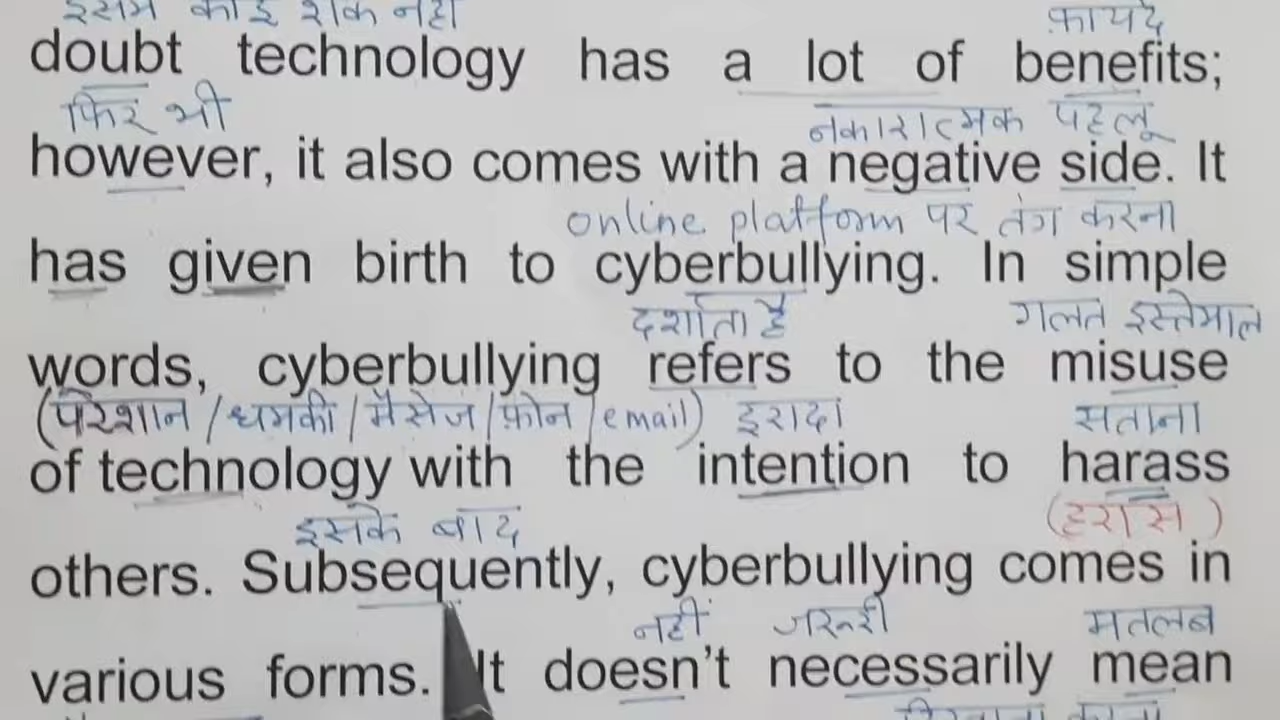 इसमें कोई शक नहीं फ़ायदे
doubt technology has a lot of benefits;
फिर भी नकारात्मक पहलू
however, it also comes with a negative side. It
online platform पर तंग करना
has given birth to cyberbullying. In simple
दर्शाता है गलत इस्तेमाल
words, cyberbullying refers to the misuse
(परेशान / धमकी / मैसेज / फ़ोन / email) इरादा सताना
of technology with the intention to harass
इसके बाद (हरास)
others. Subsequently, cyberbullying comes in
नहीं जरूरी मतलब
various forms. It doesn't necessarily mean